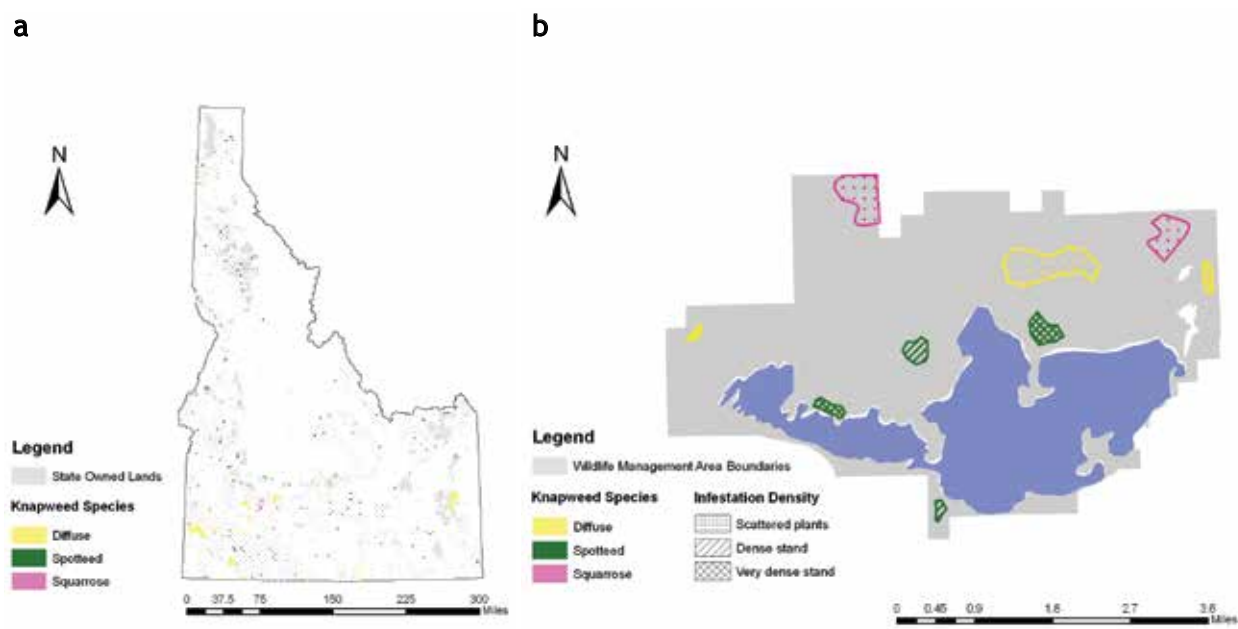 a
N
Legend
State Owned Lands
Knapweed Species
Diffuse
Spotteed
Squarrose
0 37.5 75 150 225 300
Miles
b
N
Legend
Wildlife Management Area Boundaries
Knapweed Species
Diffuse
Spotteed
Squarrose
Infestation Density
Scattered plants
Dense stand
Very dense stand
0 0.45 0.9 1.8 2.7 3.6
Miles